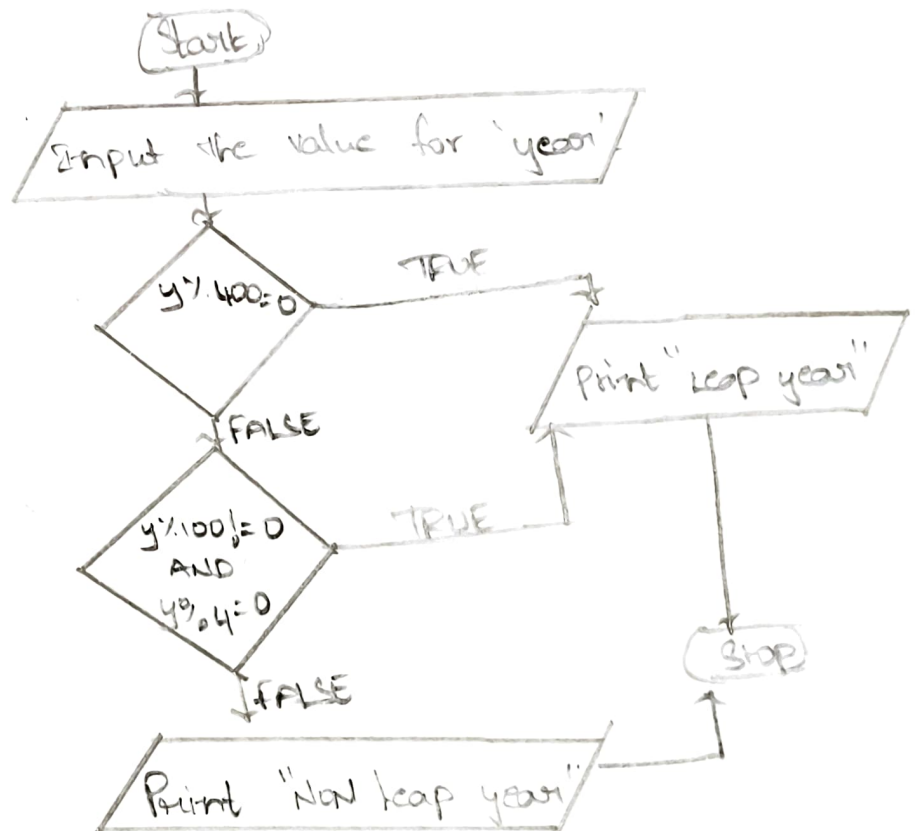 Start
Input the value for 'year'
y%400=0
TRUE
Print "Leap year"
FALSE
y%100!=0
AND
y%4=0
TRUE
Stop
FALSE
Print "NON Leap year"